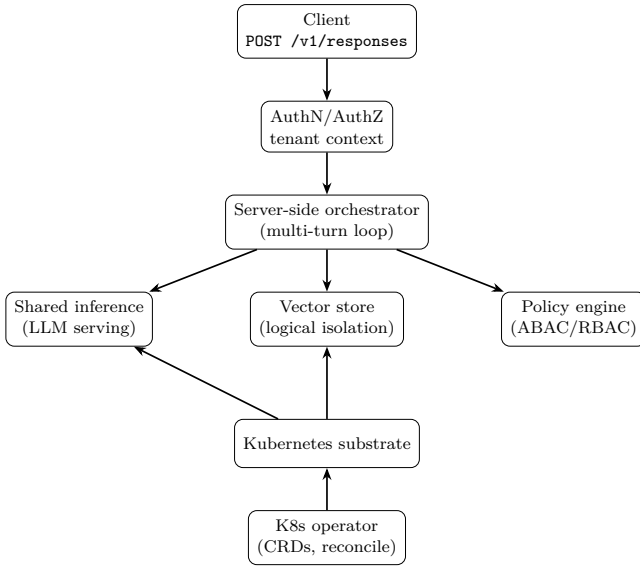 Client
POST /v1/responses
AuthN/AuthZ
tenant context
Server-side orchestrator
(multi-turn loop)
Shared inference
(LLM serving)
Vector store
(logical isolation)
Policy engine
(ABAC/RBAC)
Kubernetes substrate
K8s operator
(CRDs, reconcile)